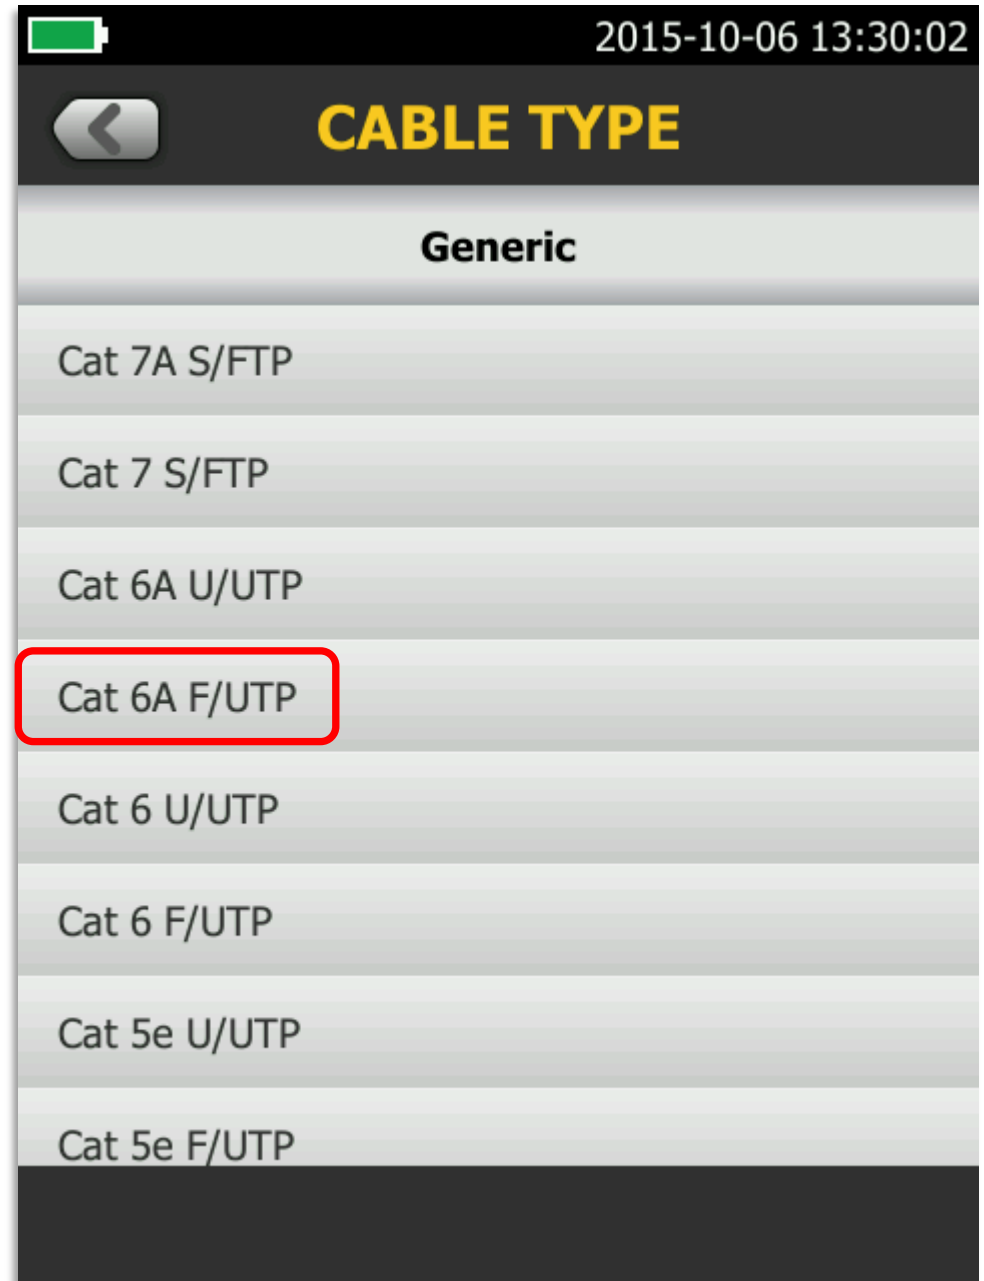 2015-10-06 13:30:02
CABLE TYPE
Generic
Cat 7A S/FTP
Cat 7 S/FTP
Cat 6A U/UTP
Cat 6A F/UTP
Cat 6 U/UTP
Cat 6 F/UTP
Cat 5e U/UTP
Cat 5e F/UTP